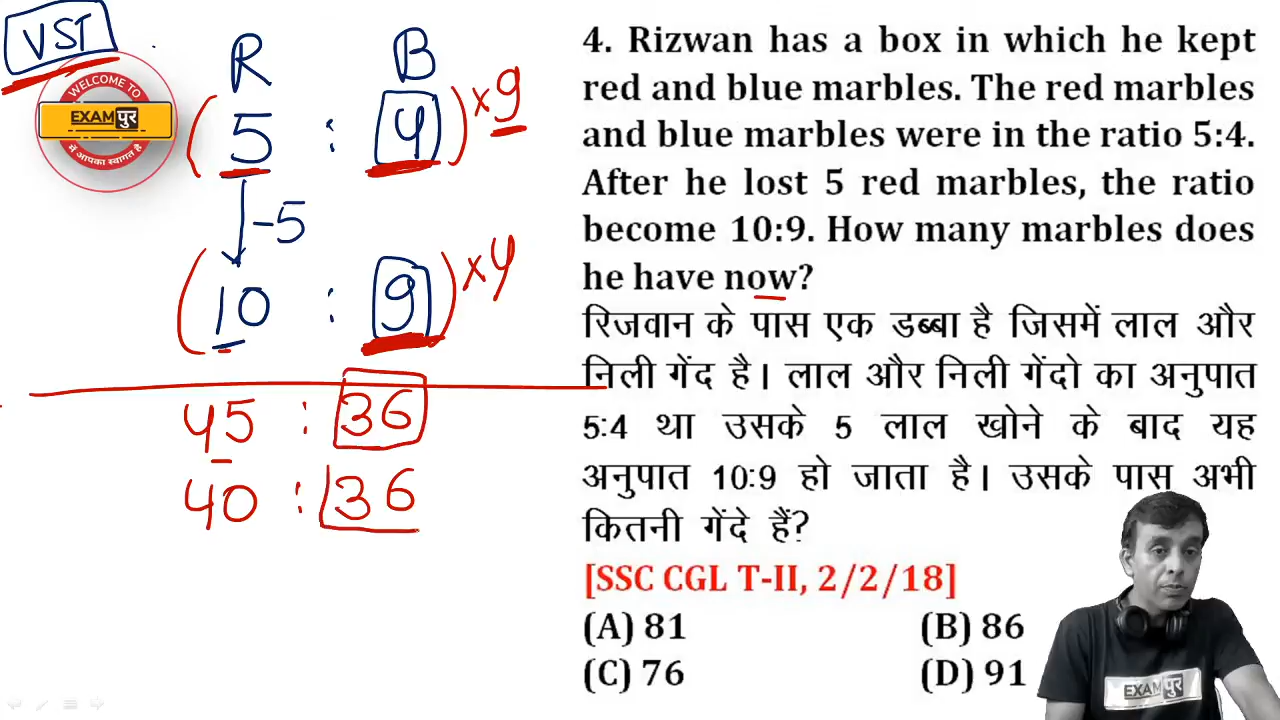 VST
WELCOME TO
EXAMपुर
में आपका स्वागत है
R B
( 5 : 4 ) ×9
-5
( 10 : 9 ) ×4
45 : 36
40 : 36
4. Rizwan has a box in which he kept
red and blue marbles. The red marbles
and blue marbles were in the ratio 5:4.
After he lost 5 red marbles, the ratio
become 10:9. How many marbles does
he have now?
रिजवान के पास एक डब्बा है जिसमें लाल और
निली गेंद है। लाल और निली गेंदो का अनुपात
5:4 था उसके 5 लाल खोने के बाद यह
अनुपात 10:9 हो जाता है। उसके पास अभी
कितनी गेंदे हैं?
[SSC CGL T-II, 2/2/18]
(A) 81 (B) 86
(C) 76 (D) 91
EXAMपुर